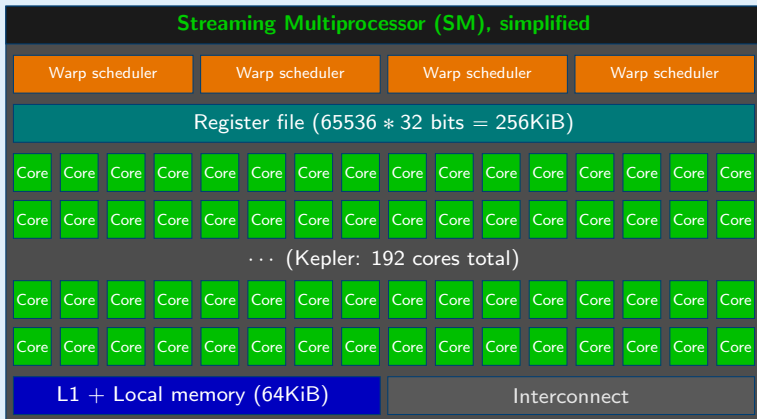 Streaming Multiprocessor (SM), simplified
Warp scheduler Warp scheduler Warp scheduler Warp scheduler
Register file (65536 ∗ 32 bits = 256KiB)
Core Core Core Core Core Core Core Core Core Core Core Core Core Core Core Core
Core Core Core Core Core Core Core Core Core Core Core Core Core Core Core Core
··· (Kepler: 192 cores total)
Core Core Core Core Core Core Core Core Core Core Core Core Core Core Core Core
Core Core Core Core Core Core Core Core Core Core Core Core Core Core Core Core
L1 + Local memory (64KiB) Interconnect